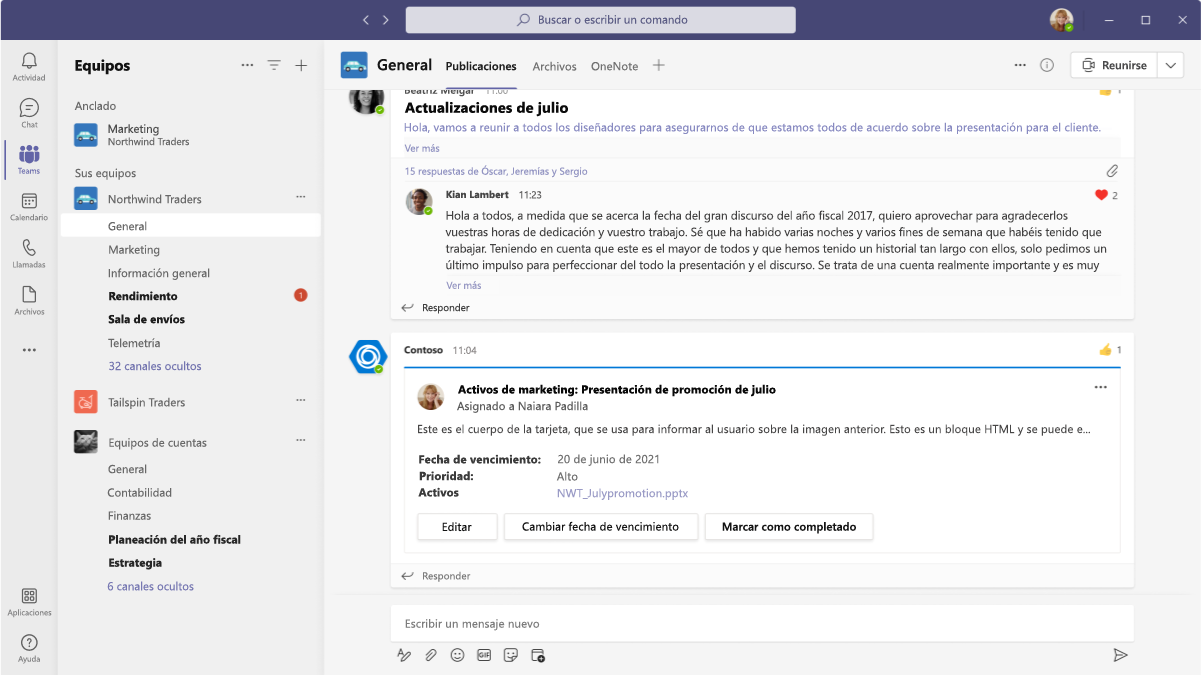 Buscar o escribir un comando
Actividad
Chat
Teams
Calendario
Llamadas
Archivos
Aplicaciones
Ayuda
Equipos
Anclado
Marketing
Northwind Traders
Sus equipos
Northwind Traders
General
Marketing
Información general
Rendimiento
1
Sala de envíos
Telemetría
32 canales ocultos
Tailspin Traders
Equipos de cuentas
General
Contabilidad
Finanzas
Planeación del año fiscal
Estrategia
6 canales ocultos
General Publicaciones Archivos OneNote
Reunirse
Beatriz Melgar 11:00
1
Actualizaciones de julio
Hola, vamos a reunir a todos los diseñadores para asegurarnos de que estamos todos de acuerdo sobre la presentación para el cliente.
Ver más
15 respuestas de Óscar, Jeremías y Sergio
Kian Lambert 11:23
2
Hola a todos, a medida que se acerca la fecha del gran discurso del año fiscal 2017, quiero aprovechar para agradecerlos
vuestras horas de dedicación y vuestro trabajo. Sé que ha habido varias noches y varios fines de semana que habéis tenido que
trabajar. Teniendo en cuenta que este es el mayor de todos y que hemos tenido un historial tan largo con ellos, solo pedimos un
último impulso para perfeccionar del todo la presentación y el discurso. Se trata de una cuenta realmente importante y es muy
Ver más
Responder
Contoso 11:04
1
Activos de marketing: Presentación de promoción de julio
Asignado a Naiara Padilla
Este es el cuerpo de la tarjeta, que se usa para informar al usuario sobre la imagen anterior. Esto es un bloque HTML y se puede e...
Fecha de vencimiento: 20 de junio de 2021
Prioridad: Alto
Activos NWT_Julypromotion.pptx
Editar Cambiar fecha de vencimiento Marcar como completado
Responder
Escribir un mensaje nuevo
GIF